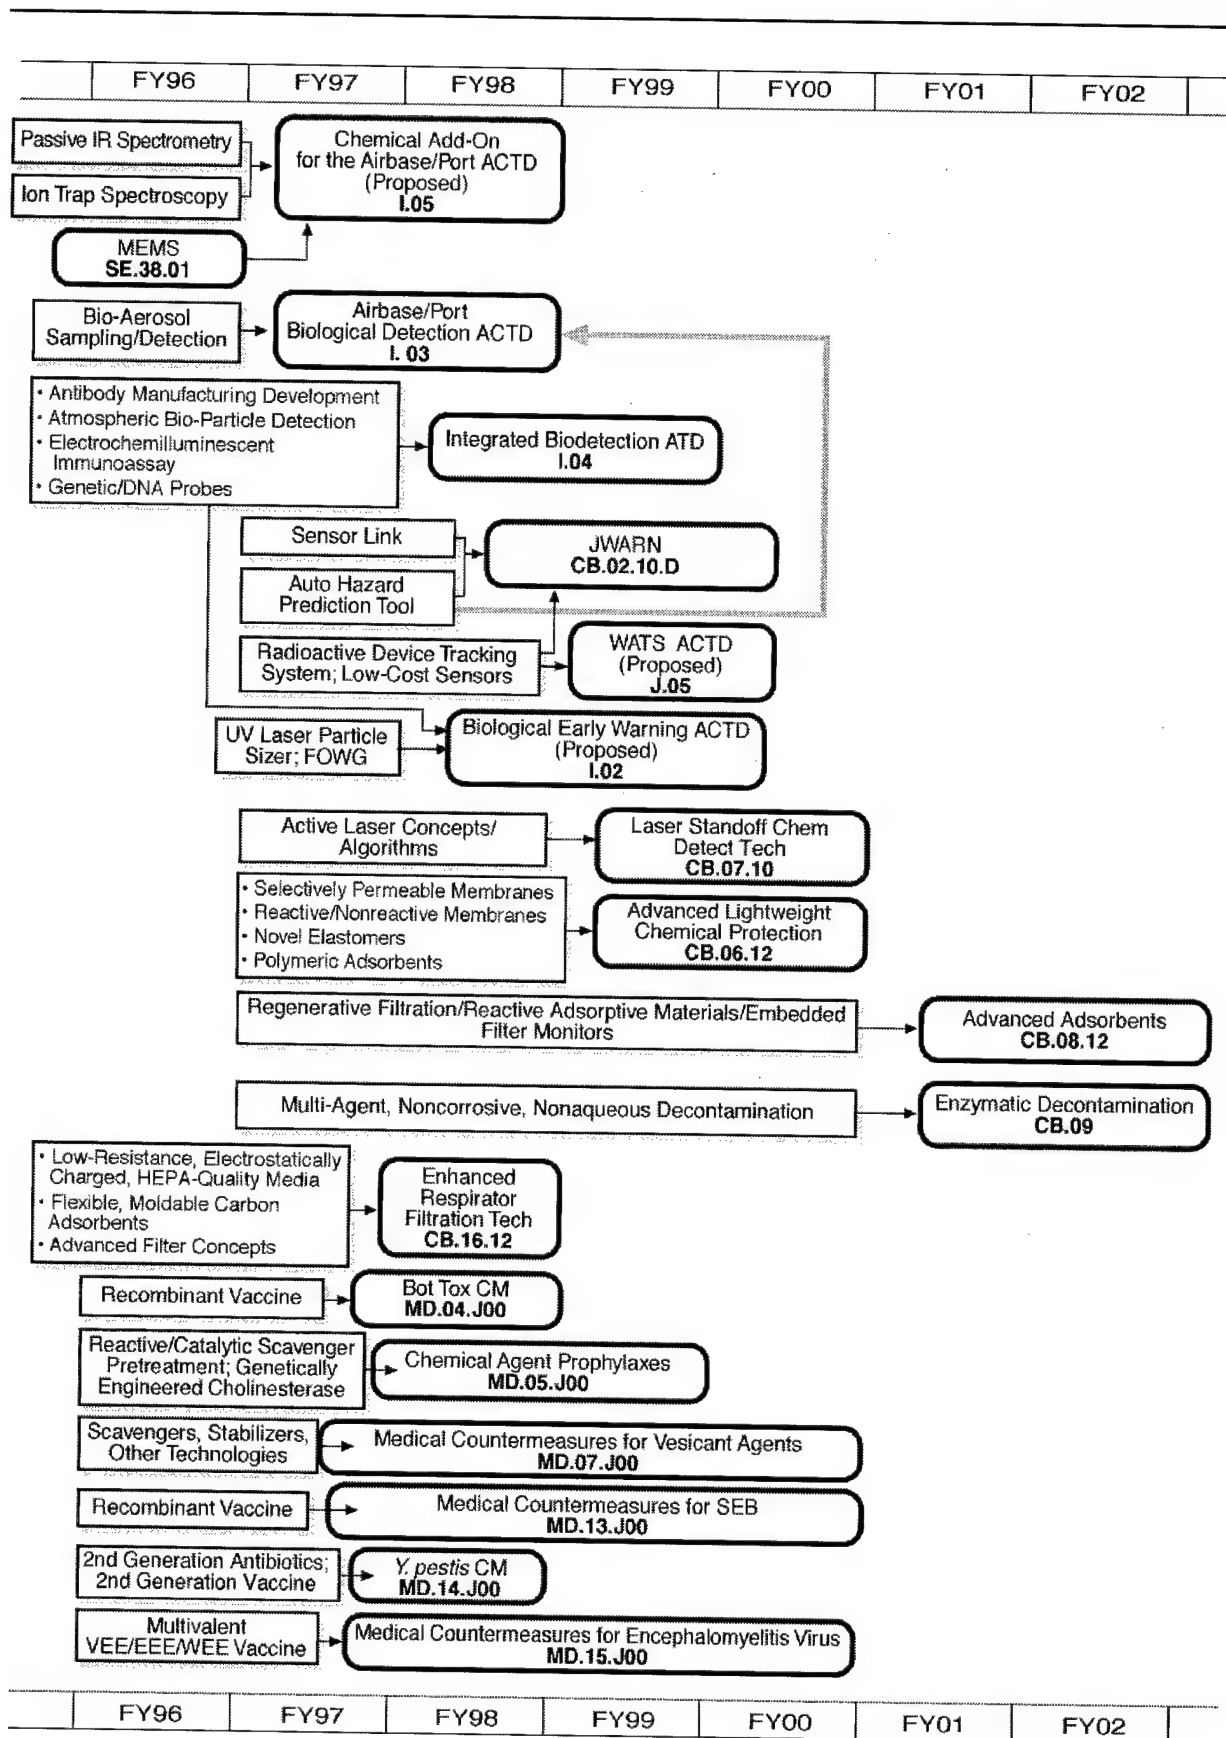 FY96 FY97 FY98 FY99 FY00 FY01 FY02
Passive IR Spectrometry
Ion Trap Spectroscopy
Chemical Add-On
for the Airbase/Port ACTD
(Proposed)
I.05
MEMS
SE.38.01
Bio-Aerosol
Sampling/Detection
Airbase/Port
Biological Detection ACTD
I. 03
· Antibody Manufacturing Development
· Atmospheric Bio-Particle Detection
· Electrochemilluminescent
Immunoassay
· Genetic/DNA Probes
Integrated Biodetection ATD
I.04
Sensor Link
Auto Hazard
Prediction Tool
JWARN
CB.02.10.D
Radioactive Device Tracking
System; Low-Cost Sensors
WATS ACTD
(Proposed)
J.05
UV Laser Particle
Sizer; FOWG
Biological Early Warning ACTD
(Proposed)
I.02
Active Laser Concepts/
Algorithms
Laser Standoff Chem
Detect Tech
CB.07.10
· Selectively Permeable Membranes
· Reactive/Nonreactive Membranes
· Novel Elastomers
· Polymeric Adsorbents
Advanced Lightweight
Chemical Protection
CB.06.12
Regenerative Filtration/Reactive Adsorptive Materials/Embedded
Filter Monitors
Advanced Adsorbents
CB.08.12
Multi-Agent, Noncorrosive, Nonaqueous Decontamination
Enzymatic Decontamination
CB.09
· Low-Resistance, Electrostatically
Charged, HEPA-Quality Media
· Flexible, Moldable Carbon
Adsorbents
· Advanced Filter Concepts
Enhanced
Respirator
Filtration Tech
CB.16.12
Recombinant Vaccine
Bot Tox CM
MD.04.J00
Reactive/Catalytic Scavenger
Pretreatment; Genetically
Engineered Cholinesterase
Chemical Agent Prophylaxes
MD.05.J00
Scavengers, Stabilizers,
Other Technologies
Medical Countermeasures for Vesicant Agents
MD.07.J00
Recombinant Vaccine
Medical Countermeasures for SEB
MD.13.J00
2nd Generation Antibiotics;
2nd Generation Vaccine
Y. pestis CM
MD.14.J00
Multivalent
VEE/EEE/WEE Vaccine
Medical Countermeasures for Encephalomyelitis Virus
MD.15.J00
FY96 FY97 FY98 FY99 FY00 FY01 FY02